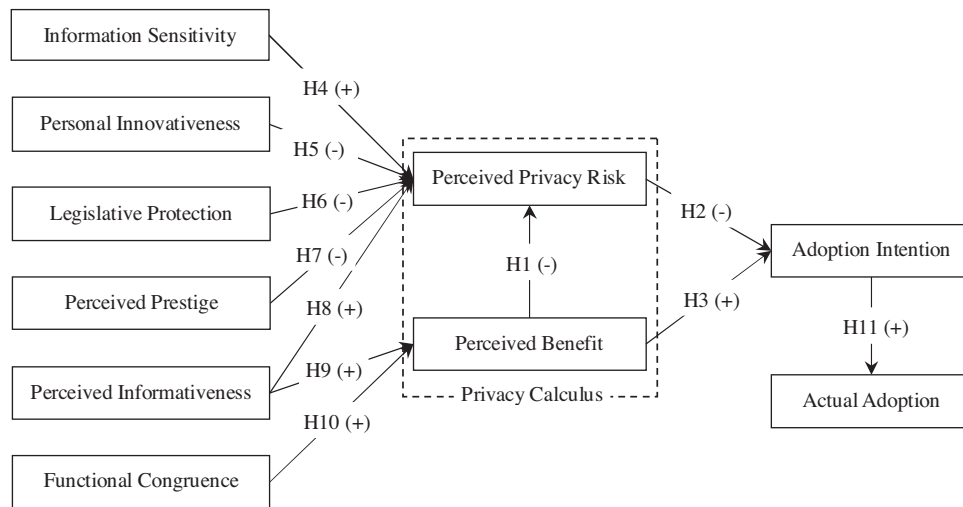 Information Sensitivity
H4 (+)
Personal Innovativeness
H5 (-)
Perceived Privacy Risk
Legislative Protection
H6 (-)
H2 (-)
Adoption Intention
H7 (-)
H1 (-)
Perceived Prestige
H8 (+)
H3 (+)
H11 (+)
Perceived Benefit
Perceived Informativeness
H9 (+)
Privacy Calculus
Actual Adoption
H10 (+)
Functional Congruence